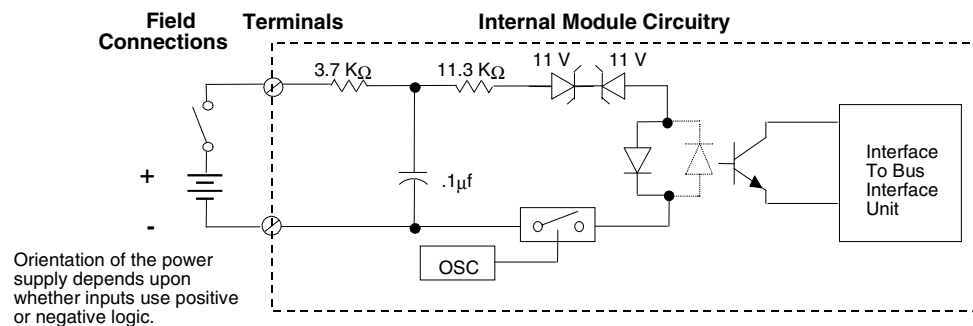 Field
Connections
Terminals
Internal Module Circuitry
3.7 KΩ
11.3 KΩ
11 V
11 V
+
-
.1µf
OSC
Interface
To Bus
Interface
Unit
Orientation of the power
supply depends upon
whether inputs use positive
or negative logic.